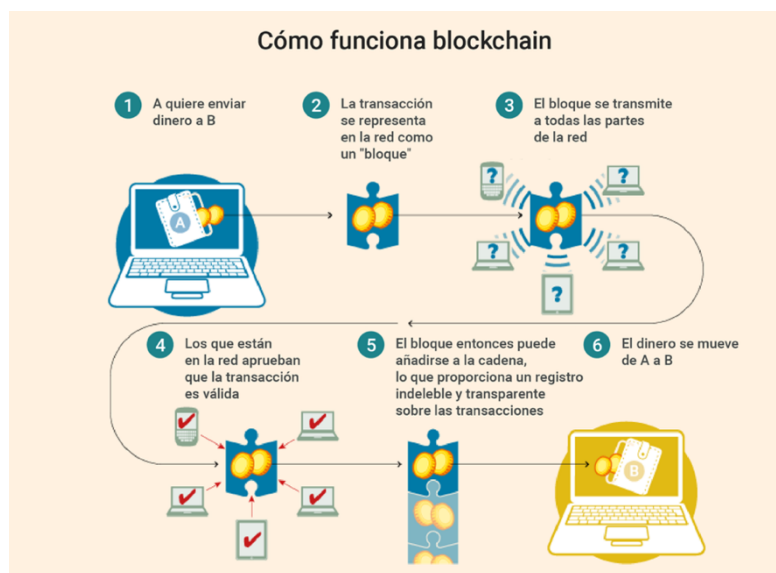 Cómo funciona blockchain
1
A quiere enviar
dinero a B
2
La transacción
se representa
en la red como
un "bloque"
3
El bloque se transmite
a todas las partes
de la red
A
?
?
?
?
?
4
Los que están
en la red aprueban
que la transacción
es válida
5
El bloque entonces puede
añadirse a la cadena,
lo que proporciona un registro
indeleble y transparente
sobre las transacciones
6
El dinero se mueve
de A a B
B